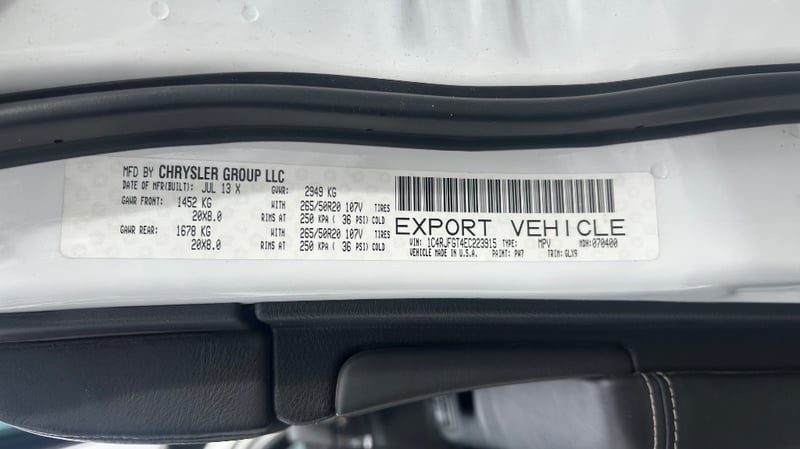 MFD BY CHRYSLER GROUP LLC
DATE OF MFR(BUILT): JUL 13 X GVWR: 2949 KG
GAWR FRONT: 1452 KG WITH 265/50R20 107V TIRES
20X8.0 RIMS AT 250 KPA ( 36 PSI) COLD
GAWR REAR: 1678 KG WITH 265/50R20 107V TIRES
20X8.0 RIMS AT 250 KPA ( 36 PSI) COLD
EXPORT VEHICLE
VIN: 1C4RJFGT4EC223915 TYPE: MPV MDH: 070400
VEHICLE MADE IN U.S.A. PAINT: PW7 TRIM: GLX9